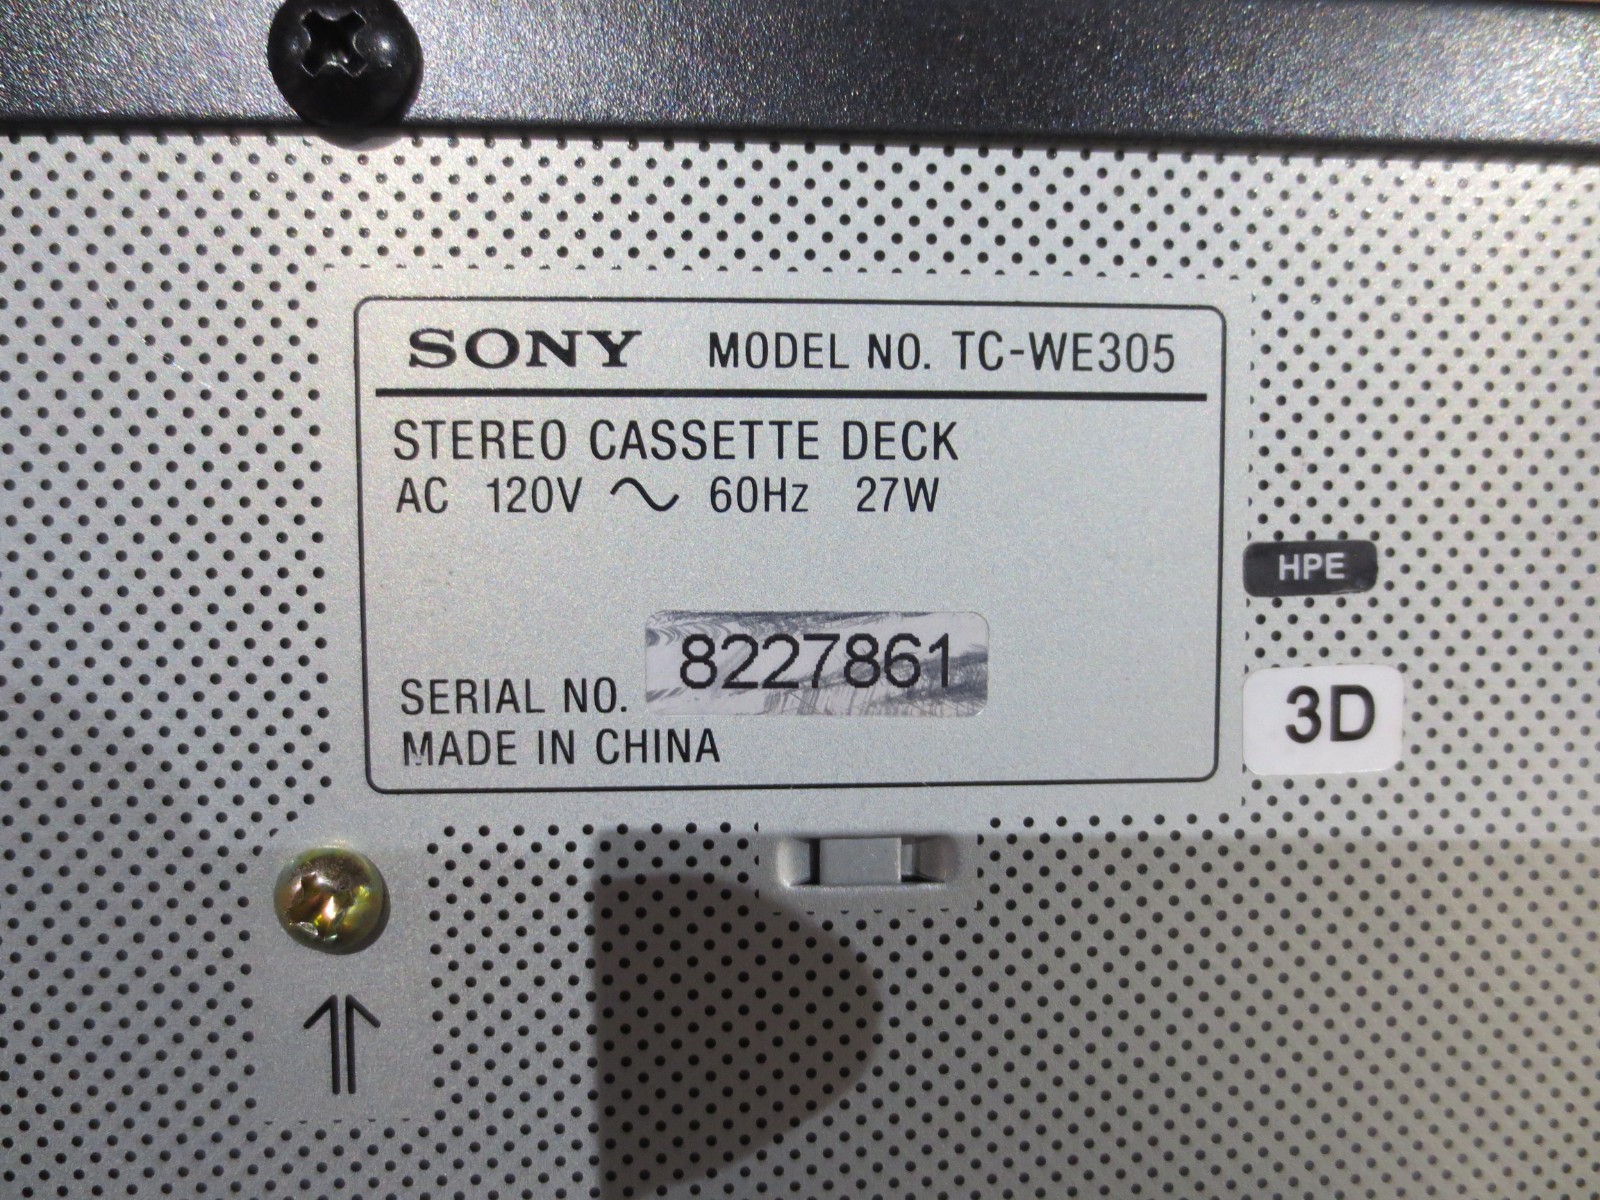 SONY MODEL NO. TC-WE305
STEREO CASSETTE DECK
AC 120V ~ 60Hz 27W
HPE
SERIAL NO. 8227861
3D
MADE IN CHINA